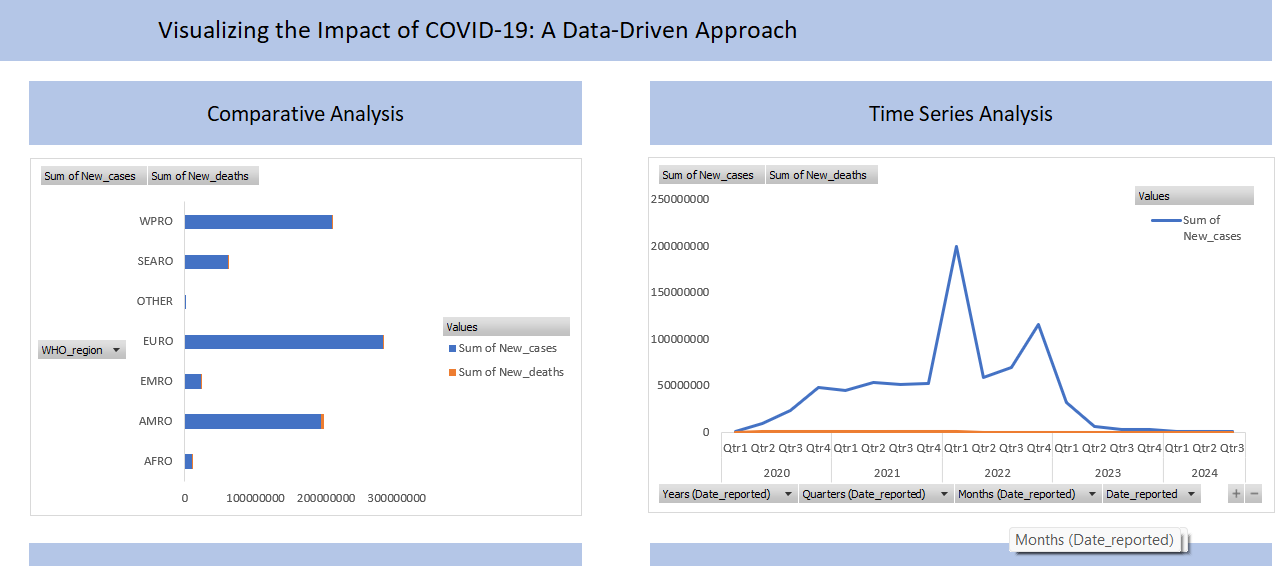 Visualizing the Impact of COVID-19: A Data-Driven Approach
Comparative Analysis
Sum of New_cases Sum of New_deaths
WPRO
SEARO
OTHER
EURO
EMRO
AMRO
AFRO
WHO_region
0 100000000 200000000 300000000
Values
Sum of New_cases
Sum of New_deaths
Time Series Analysis
Sum of New_cases Sum of New_deaths
250000000
200000000
150000000
100000000
50000000
0
Values
Sum of
New_cases
Qtr1 Qtr2 Qtr3 Qtr4 Qtr1 Qtr2 Qtr3 Qtr4 Qtr1 Qtr2 Qtr3 Qtr4 Qtr1 Qtr2 Qtr3 Qtr4 Qtr1 Qtr2 Qtr3
2020 2021 2022 2023 2024
Years (Date_reported) Quarters (Date_reported) Months (Date_reported) Date_reported + −
Months (Date_reported)